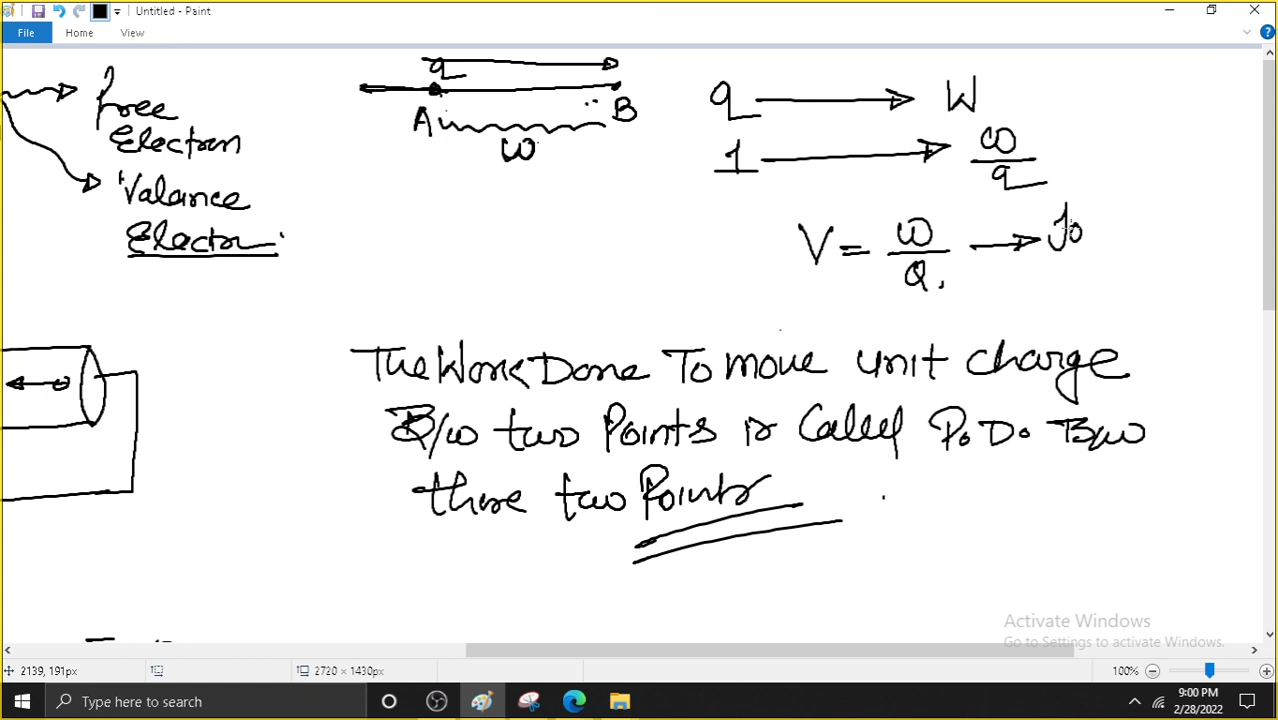 Untitled - Paint
File Home View
free
Electron
Valance
Electron
q
A B
w
q → W
1 → w/q
V = w/Q. → Jo
The Work Done To move unit charge
B/w two Points is Called P.D. B/w
these two Points
Activate Windows
Go to Settings to activate Windows.
2139, 191px
2720 × 1430px
100%
Type here to search
9:00 PM
2/28/2022